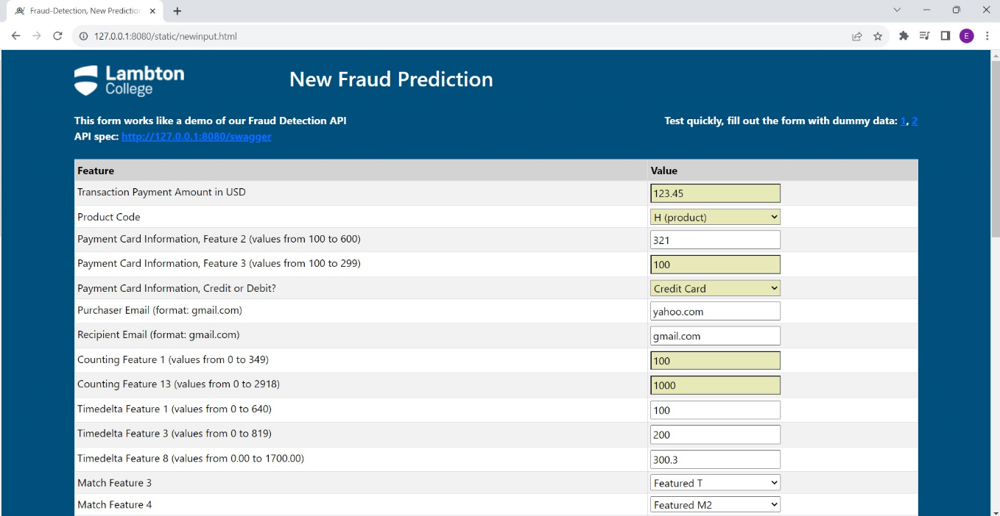 Fraud-Detection, New Prediction
127.0.0.1:8080/static/newinput.html
E
Lambton
College
New Fraud Prediction
This form works like a demo of our Fraud Detection API
API spec: http://127.0.0.1:8080/swagger
Test quickly, fill out the form with dummy data: 1, 2
Feature Value
Transaction Payment Amount in USD 123.45
Product Code H (product)
Payment Card Information, Feature 2 (values from 100 to 600) 321
Payment Card Information, Feature 3 (values from 100 to 299) 100
Payment Card Information, Credit or Debit? Credit Card
Purchaser Email (format: gmail.com) yahoo.com
Recipient Email (format: gmail.com) gmail.com
Counting Feature 1 (values from 0 to 349) 100
Counting Feature 13 (values from 0 to 2918) 1000
Timedelta Feature 1 (values from 0 to 640) 100
Timedelta Feature 3 (values from 0 to 819) 200
Timedelta Feature 8 (values from 0.00 to 1700.00) 300.3
Match Feature 3 Featured T
Match Feature 4 Featured M2